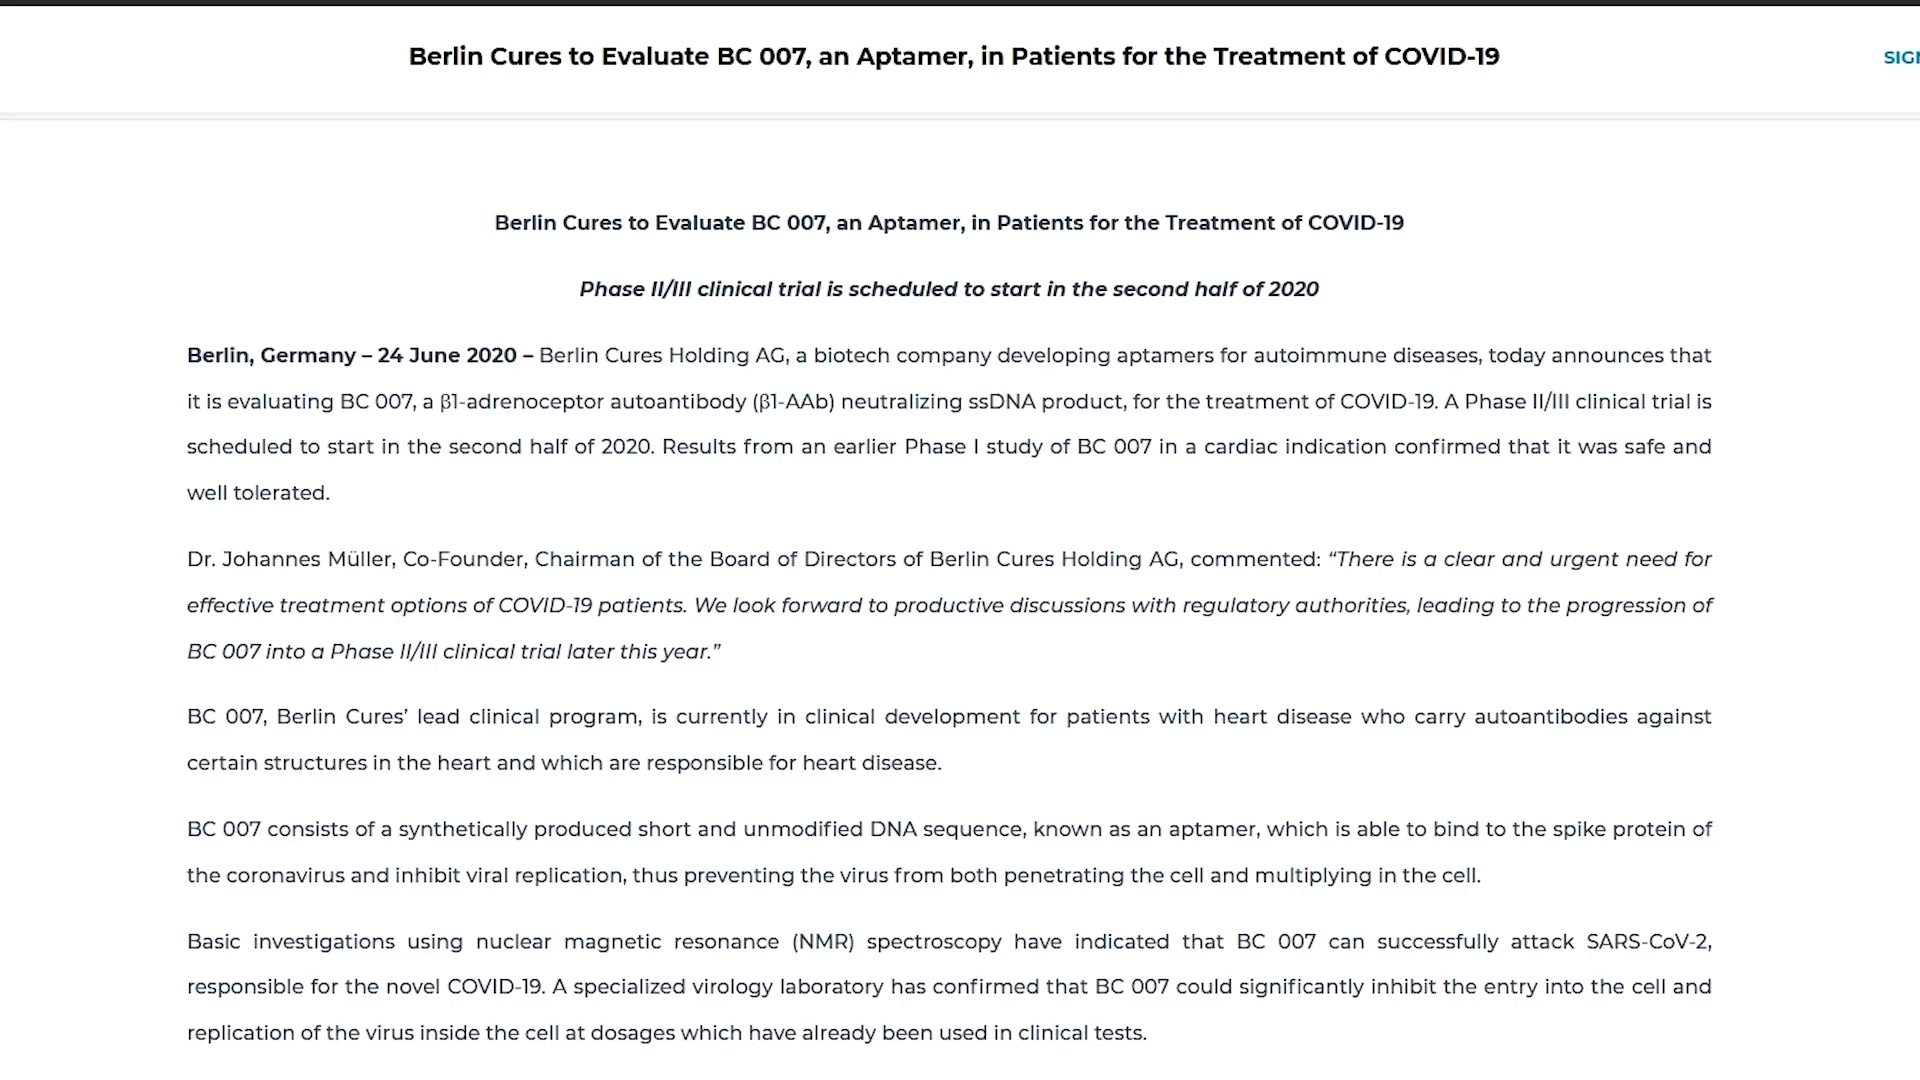 Berlin Cures to Evaluate BC 007, an Aptamer, in Patients for the Treatment of COVID-19
Berlin Cures to Evaluate BC 007, an Aptamer, in Patients for the Treatment of COVID-19
Phase II/III clinical trial is scheduled to start in the second half of 2020
Berlin, Germany – 24 June 2020 – Berlin Cures Holding AG, a biotech company developing aptamers for autoimmune diseases, today announces that
it is evaluating BC 007, a β1-adrenoceptor autoantibody (β1-AAb) neutralizing ssDNA product, for the treatment of COVID-19. A Phase II/III clinical trial is
scheduled to start in the second half of 2020. Results from an earlier Phase I study of BC 007 in a cardiac indication confirmed that it was safe and
well tolerated.
Dr. Johannes Müller, Co-Founder, Chairman of the Board of Directors of Berlin Cures Holding AG, commented: “There is a clear and urgent need for
effective treatment options of COVID-19 patients. We look forward to productive discussions with regulatory authorities, leading to the progression of
BC 007 into a Phase II/III clinical trial later this year.”
BC 007, Berlin Cures’ lead clinical program, is currently in clinical development for patients with heart disease who carry autoantibodies against
certain structures in the heart and which are responsible for heart disease.
BC 007 consists of a synthetically produced short and unmodified DNA sequence, known as an aptamer, which is able to bind to the spike protein of
the coronavirus and inhibit viral replication, thus preventing the virus from both penetrating the cell and multiplying in the cell.
Basic investigations using nuclear magnetic resonance (NMR) spectroscopy have indicated that BC 007 can successfully attack SARS-CoV-2,
responsible for the novel COVID-19. A specialized virology laboratory has confirmed that BC 007 could significantly inhibit the entry into the cell and
replication of the virus inside the cell at dosages which have already been used in clinical tests.